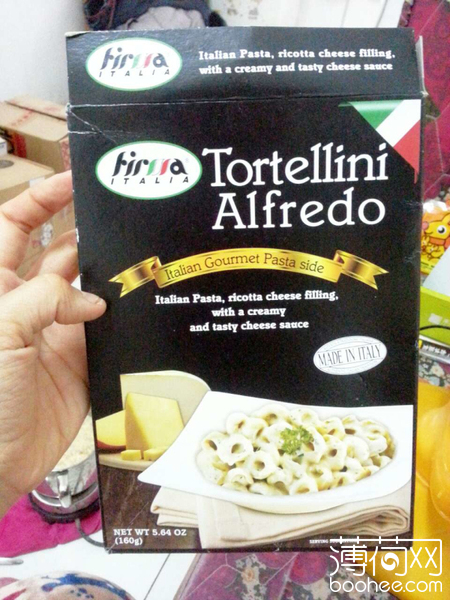 firma
ITALIA
Italian Pasta, ricotta cheese filling,
with a creamy and tasty cheese sauce
firma
ITALIA
Tortellini
Alfredo
Italian Gourmet Pasta side
Italian Pasta, ricotta cheese filling,
with a creamy
and tasty cheese sauce
MADE IN ITALY
NET WT 5.64 OZ
(160g)
SERVING
薄荷网
boohee.com